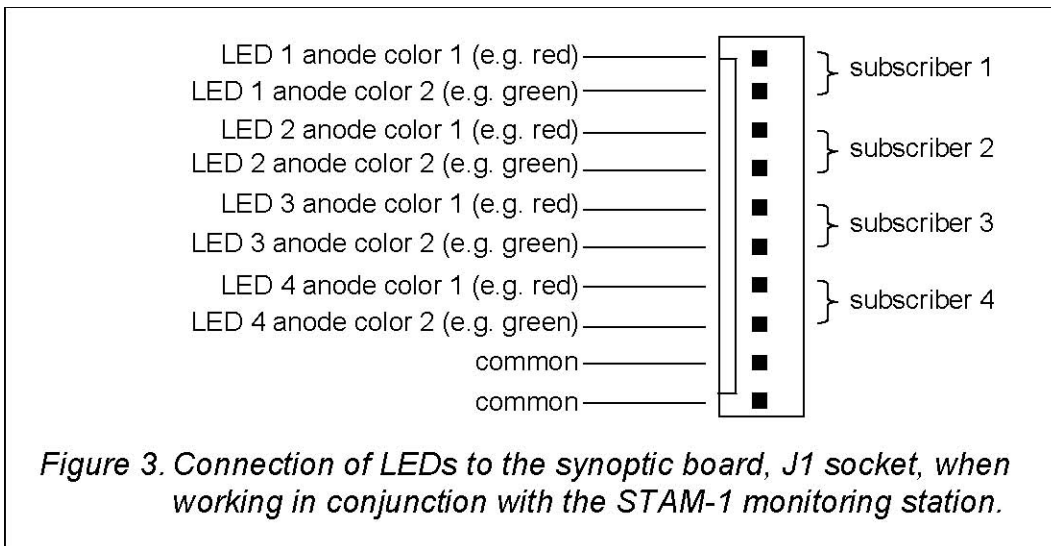 LED 1 anode color 1 (e.g. red)
LED 1 anode color 2 (e.g. green)
subscriber 1
LED 2 anode color 1 (e.g. red)
LED 2 anode color 2 (e.g. green)
subscriber 2
LED 3 anode color 1 (e.g. red)
LED 3 anode color 2 (e.g. green)
subscriber 3
LED 4 anode color 1 (e.g. red)
LED 4 anode color 2 (e.g. green)
subscriber 4
common
common
Figure 3. Connection of LEDs to the synoptic board, J1 socket, when
working in conjunction with the STAM-1 monitoring station.